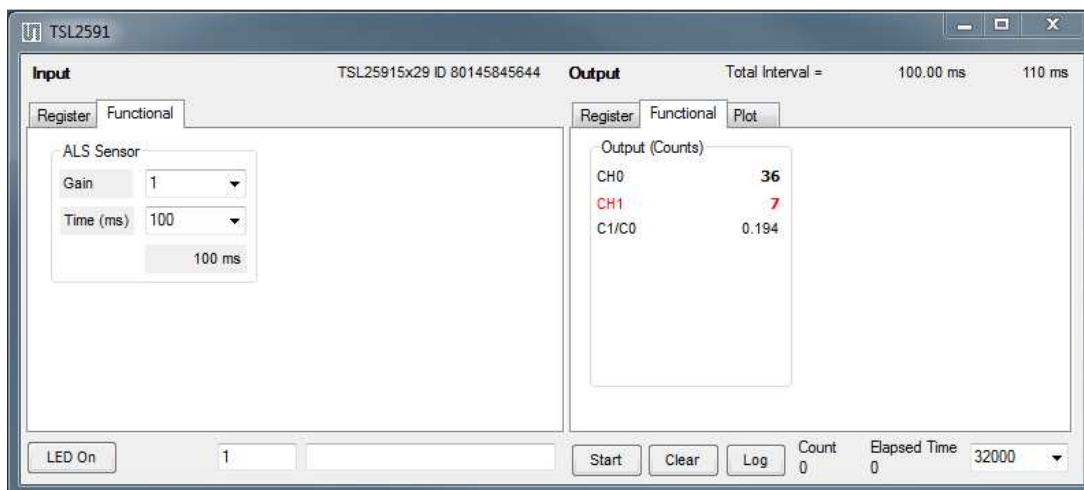 TSL2591
Input TSL25915x29 ID 80145845644
Register Functional
ALS Sensor
Gain 1
Time (ms) 100
100 ms
LED On 1
Output Total Interval = 100.00 ms 110 ms
Register Functional Plot
Output (Counts)
CH0 36
CH1 7
C1/C0 0.194
Start Clear Log Count Elapsed Time 32000
0 0